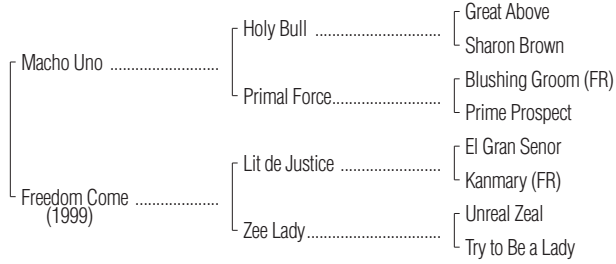 Great Above
Holy Bull ................................
Sharon Brown
Macho Uno ............................
Blushing Groom (FR)
Primal Force................................
Prime Prospect
El Gran Senor
Lit de Justice .............................
Kanmary (FR)
Freedom Come ......................
(1999)
Unreal Zeal
Zee Lady......................................
Try to Be a Lady